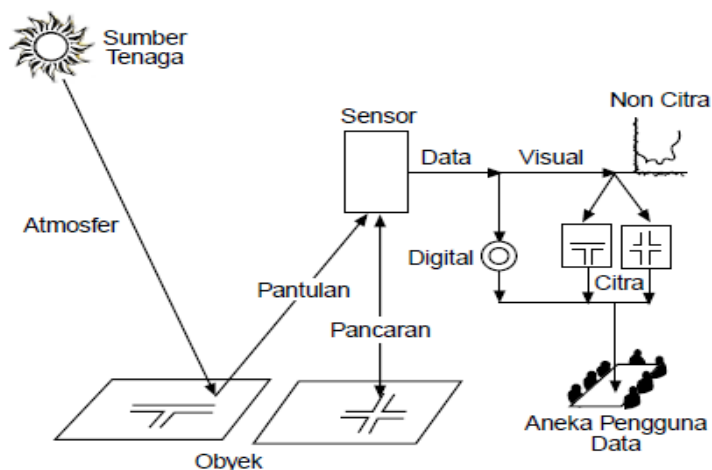 Sumber
Tenaga
Non Citra
Sensor
Data
Visual
Atmosfer
Digital
Citra
Pantulan
Pancaran
Aneka Pengguna
Data
Obyek